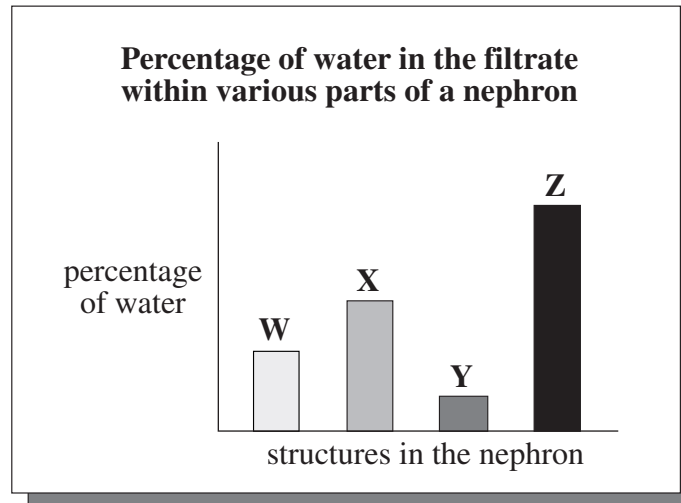 Percentage of water in the filtrate
within various parts of a nephron
percentage
of water
W
X
Y
Z
structures in the nephron